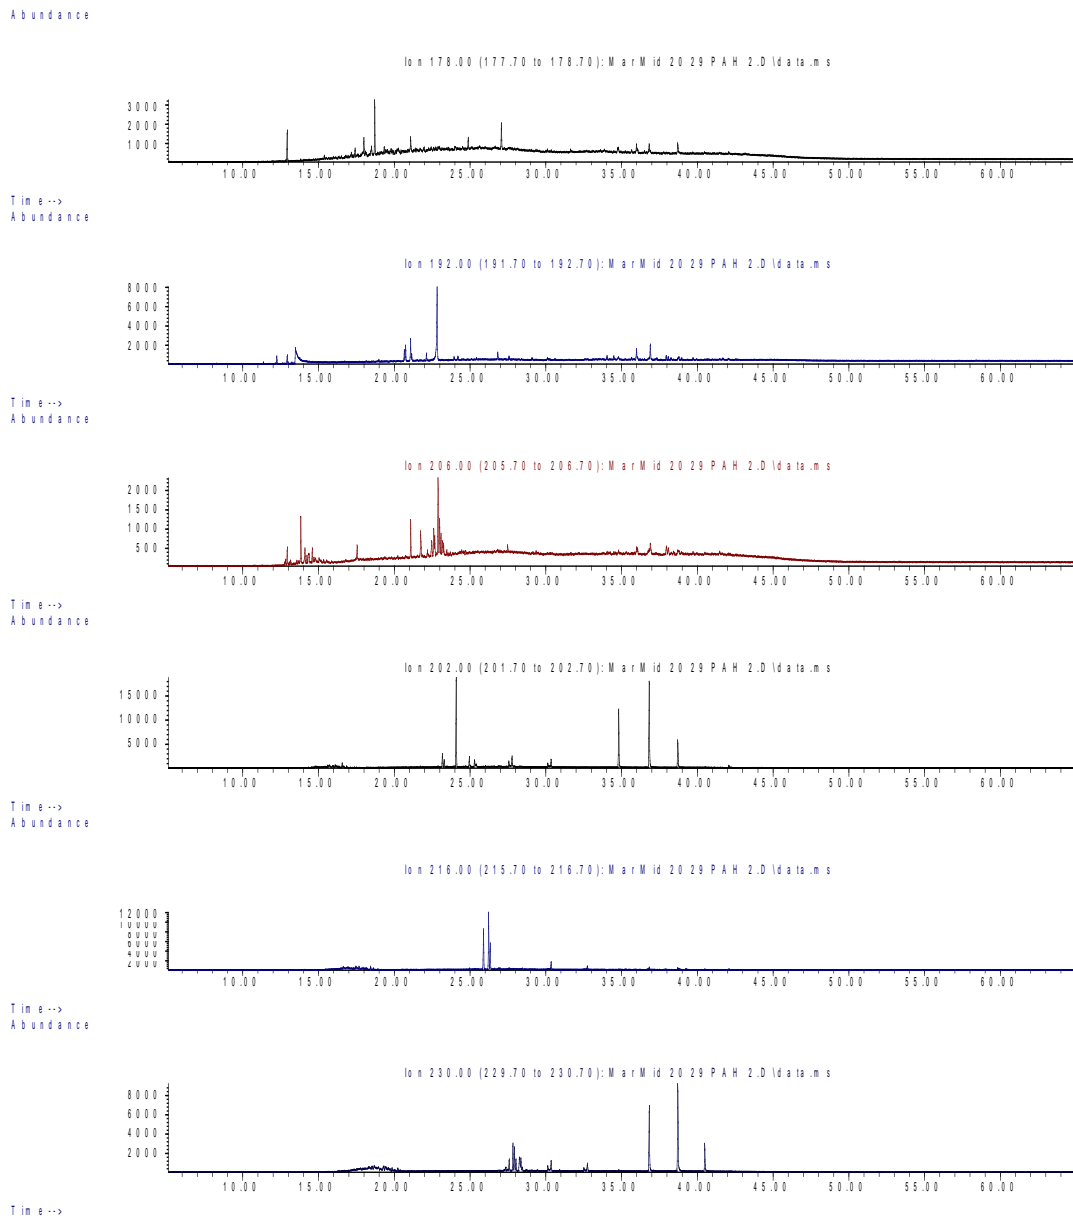 Abundance
Ion 178.00 (177.70 to 178.70): MarMid 2029 PAH 2.D\data.ms
3000
2000
1000
10.00 15.00 20.00 25.00 30.00 35.00 40.00 45.00 50.00 55.00 60.00
Time-->
Abundance
Ion 192.00 (191.70 to 192.70): MarMid 2029 PAH 2.D\data.ms
8000
6000
4000
2000
10.00 15.00 20.00 25.00 30.00 35.00 40.00 45.00 50.00 55.00 60.00
Time-->
Abundance
Ion 206.00 (205.70 to 206.70): MarMid 2029 PAH 2.D\data.ms
2000
1500
1000
500
10.00 15.00 20.00 25.00 30.00 35.00 40.00 45.00 50.00 55.00 60.00
Time-->
Abundance
Ion 202.00 (201.70 to 202.70): MarMid 2029 PAH 2.D\data.ms
15000
10000
5000
10.00 15.00 20.00 25.00 30.00 35.00 40.00 45.00 50.00 55.00 60.00
Time-->
Abundance
Ion 216.00 (215.70 to 216.70): MarMid 2029 PAH 2.D\data.ms
12000
10000
8000
6000
4000
2000
10.00 15.00 20.00 25.00 30.00 35.00 40.00 45.00 50.00 55.00 60.00
Time-->
Abundance
Ion 230.00 (229.70 to 230.70): MarMid 2029 PAH 2.D\data.ms
8000
6000
4000
2000
10.00 15.00 20.00 25.00 30.00 35.00 40.00 45.00 50.00 55.00 60.00
Time-->